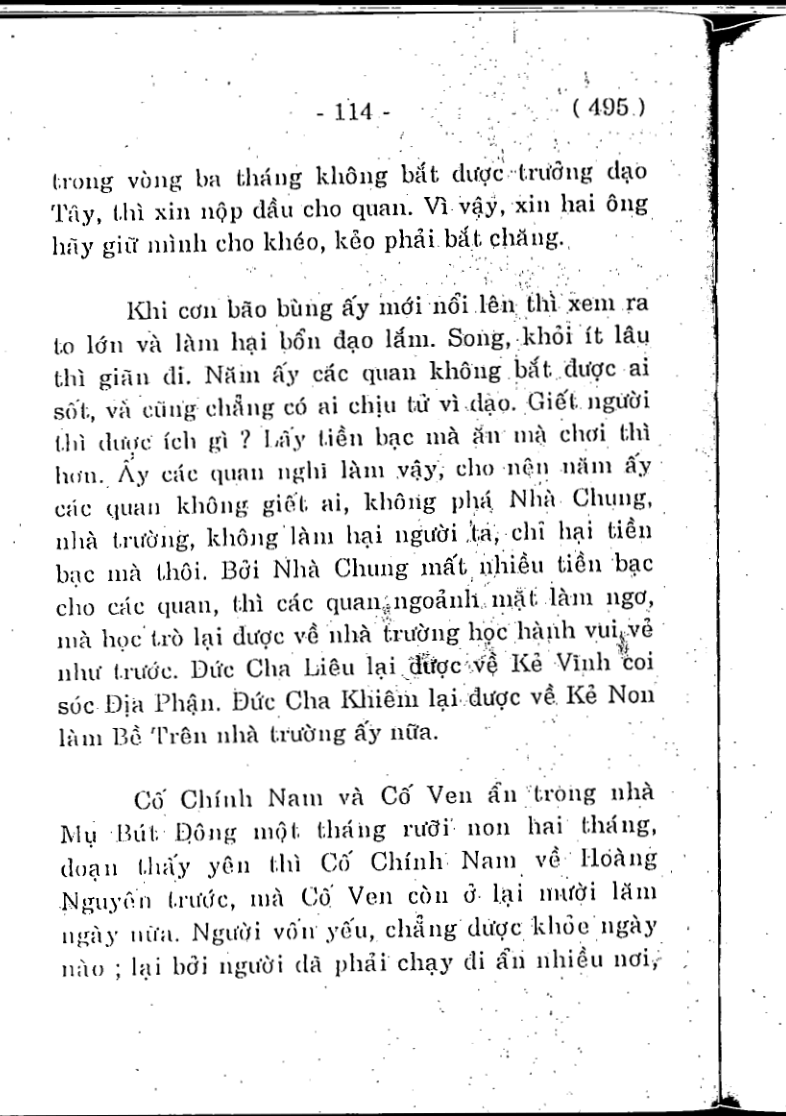 - 114 - ( 495 )
trong vòng ba tháng không bắt được trưởng đạo
Tây, thì xin nộp đầu cho quan. Vì vậy, xin hai ông
hãy giữ mình cho khéo, kẻo phải bắt chăng.
Khi cơn bão bùng ấy mới nổi lên thì xem ra
to lớn và làm hại bổn đạo lắm. Song, khỏi ít lâu
thì giãn đi. Năm ấy các quan không bắt được ai
sốt, và cũng chẳng có ai chịu tử vì đạo. Giết người
thì được ích gì ? Lấy tiền bạc mà ăn mà chơi thì
hơn. Ấy các quan nghĩ làm vậy, cho nên năm ấy
các quan không giết ai, không phá Nhà Chung,
nhà trường, không làm hại người ta, chỉ hại tiền
bạc mà thôi. Bởi Nhà Chung mất nhiều tiền bạc
cho các quan, thì các quan ngoảnh mặt làm ngơ,
mà học trò lại được về nhà trường học hành vui vẻ
như trước. Đức Cha Liêu lại được về Kẻ Vĩnh coi
sóc Địa Phận. Đức Cha Khiêm lại được về Kẻ Non
làm Bề Trên nhà trường ấy nữa.
Cố Chính Nam và Cố Ven ẩn trong nhà
Mụ Bút Đông một tháng rưỡi non hai tháng,
đoạn thấy yên thì Cố Chính Nam về Hoàng
Nguyên trước, mà Cố Ven còn ở lại mười lăm
ngày nữa. Người vốn yếu, chẳng được khỏe ngày
nào ; lại bởi người đã phải chạy đi ẩn nhiều nơi,